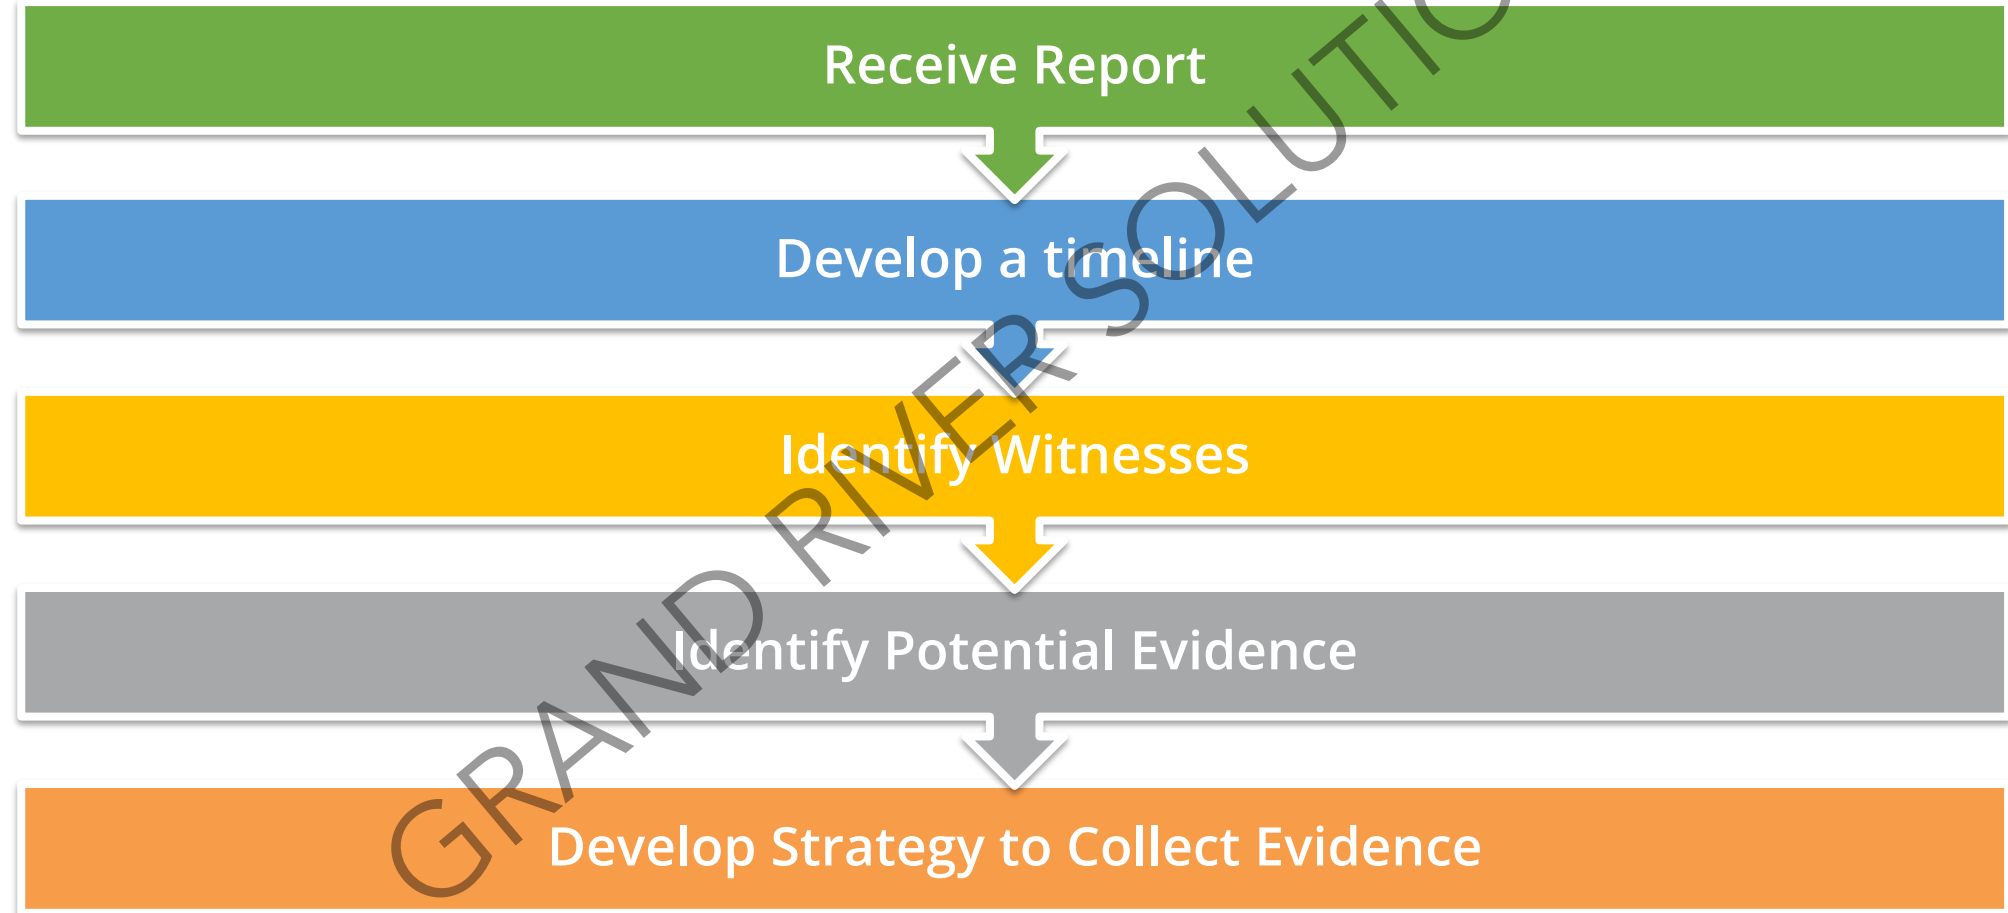 Receive Report
Develop a timeline
Identify Witnesses
Identify Potential Evidence
Develop Strategy to Collect Evidence
GRAND RIVER SOLUTIO